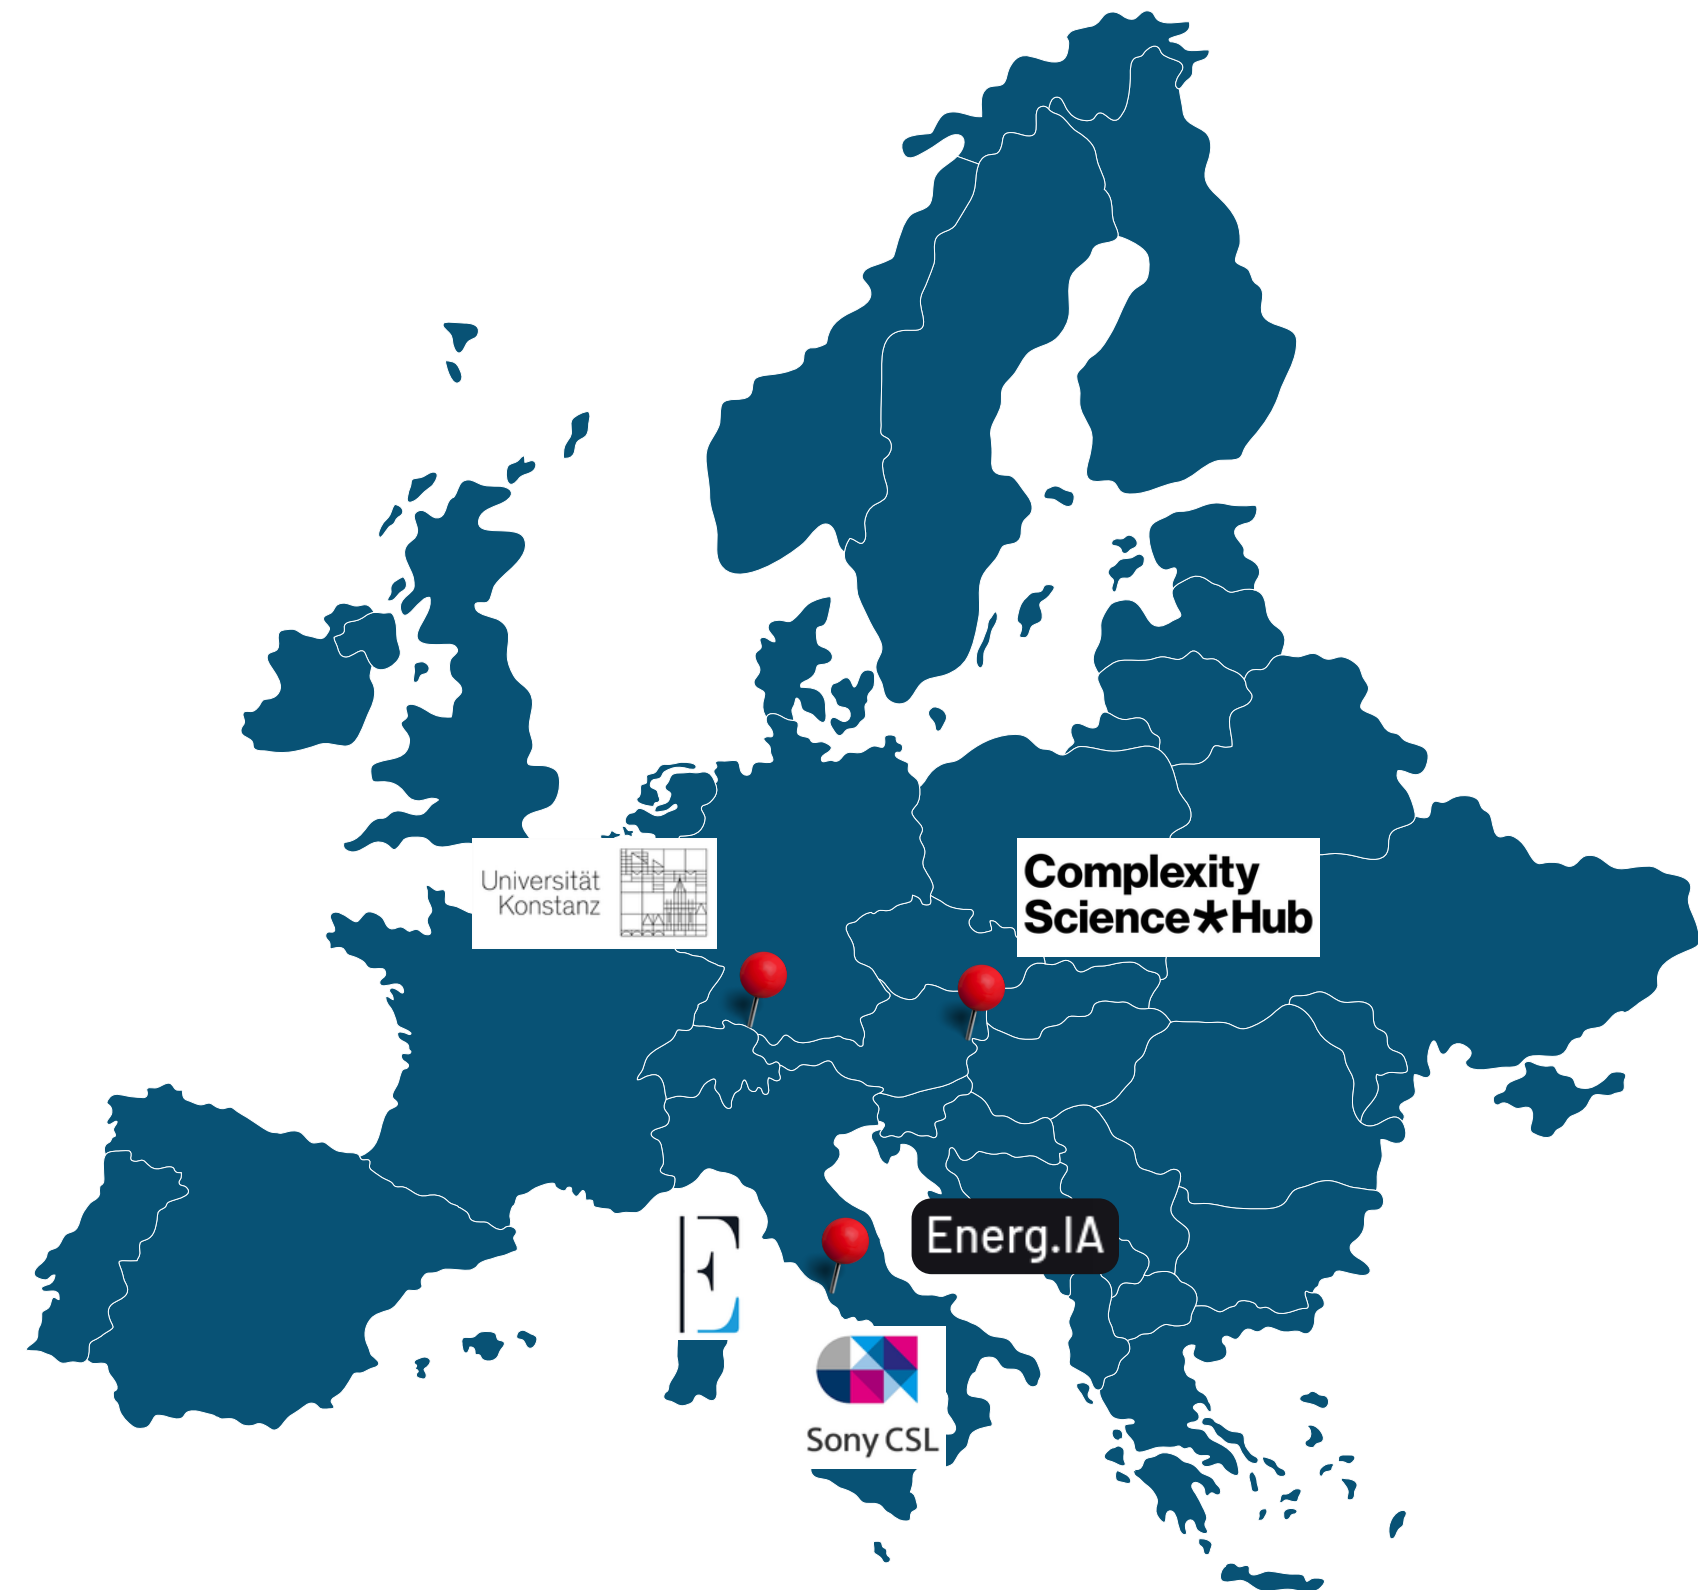 Universität
Konstanz
Complexity
Science*Hub
Energ.IA
E
Sony CSL